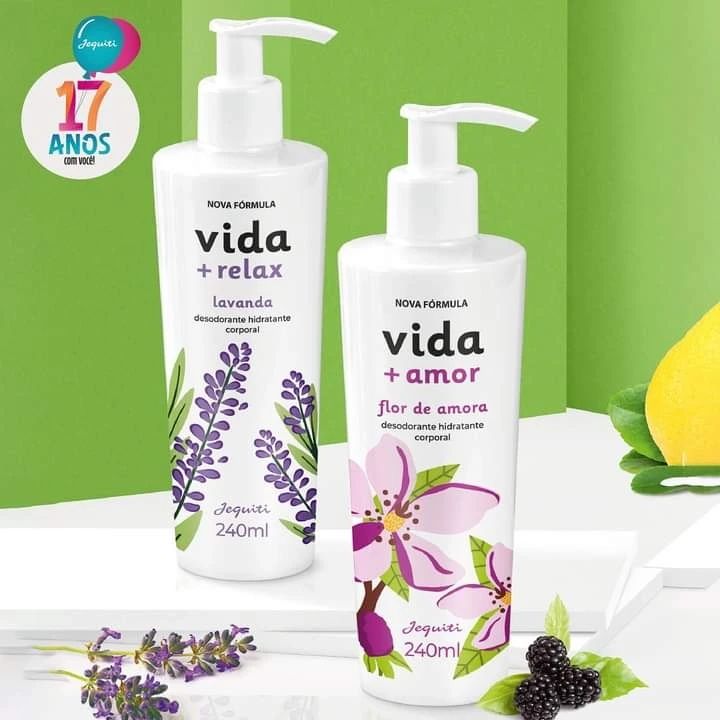 Jequiti
17
ANOS
COM VOCÊ!
NOVA FÓRMULA
vida
+ relax
lavanda
desodorante hidratante
corporal
Jequiti
240ml
NOVA FÓRMULA
vida
+ amor
flor de amora
desodorante hidratante
corporal
Jequiti
240ml